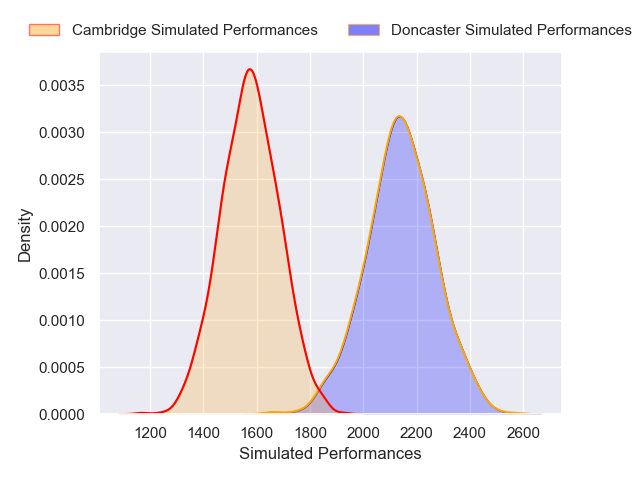 Cambridge Simulated Performances Doncaster Simulated Performances
0.0035
0.0030
0.0025
0.0020
0.0015
0.0010
0.0005
0.0000
Density
1200 1400 1600 1800 2000 2200 2400 2600
Simulated Performances